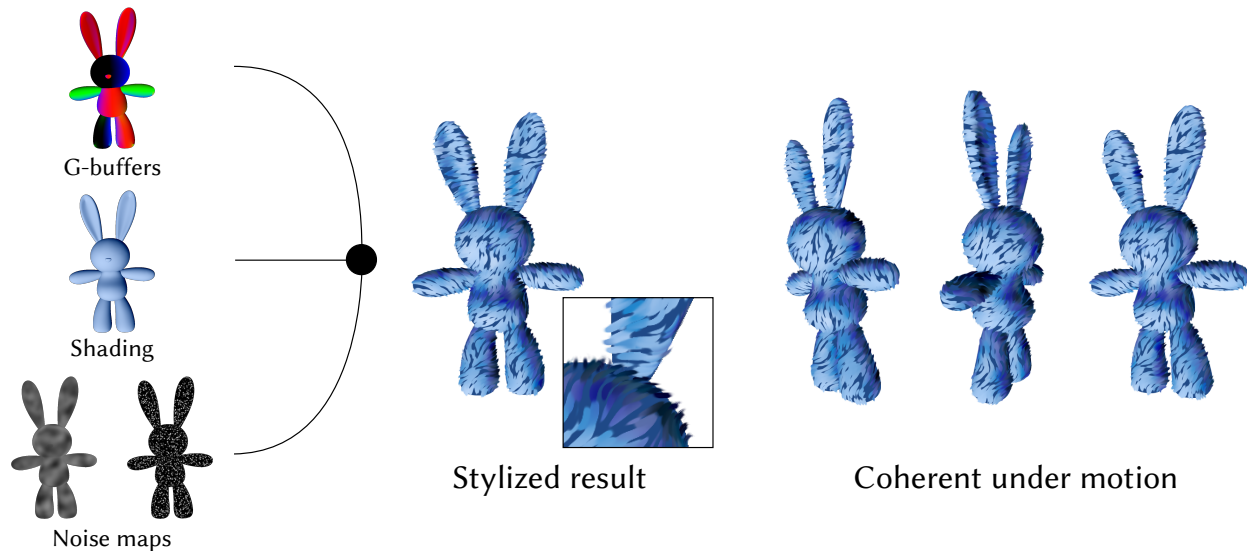 G-buffers
Shading
Noise maps
Stylized result
Coherent under motion